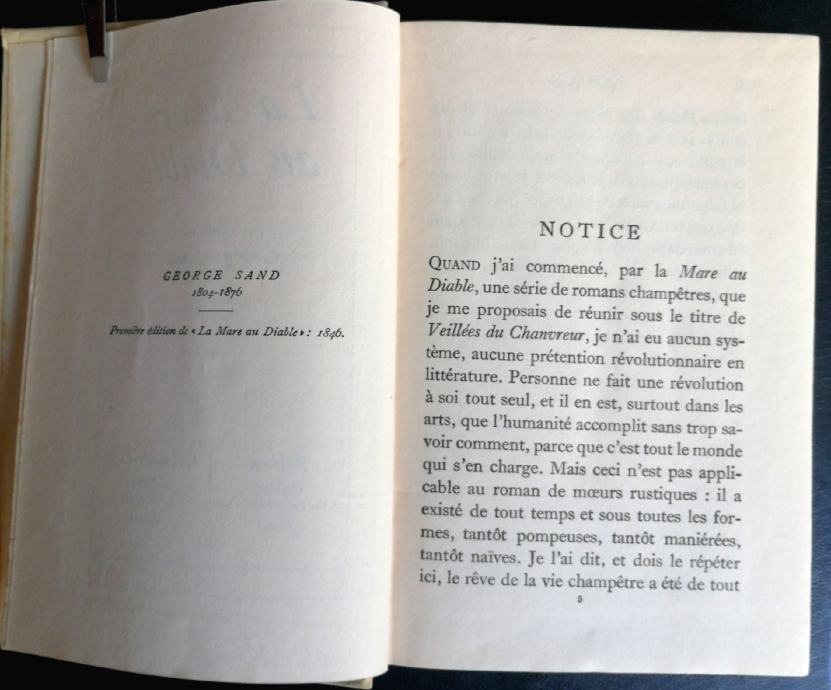 GEORGE SAND
1804-1876
Première édition de « La Mare au Diable » : 1846.
NOTICE
QUAND j'ai commencé, par la Mare au
Diable, une série de romans champêtres, que
je me proposais de réunir sous le titre de
Veillées du Chanvreur, je n'ai eu aucun sys-
tème, aucune prétention révolutionnaire en
littérature. Personne ne fait une révolution
à soi tout seul, et il en est, surtout dans les
arts, que l'humanité accomplit sans trop sa-
voir comment, parce que c'est tout le monde
qui s'en charge. Mais ceci n'est pas appli-
cable au roman de mœurs rustiques : il a
existé de tout temps et sous toutes les for-
mes, tantôt pompeuses, tantôt maniérées,
tantôt naïves. Je l'ai dit, et dois le répéter
ici, le rêve de la vie champêtre a été de tout
5